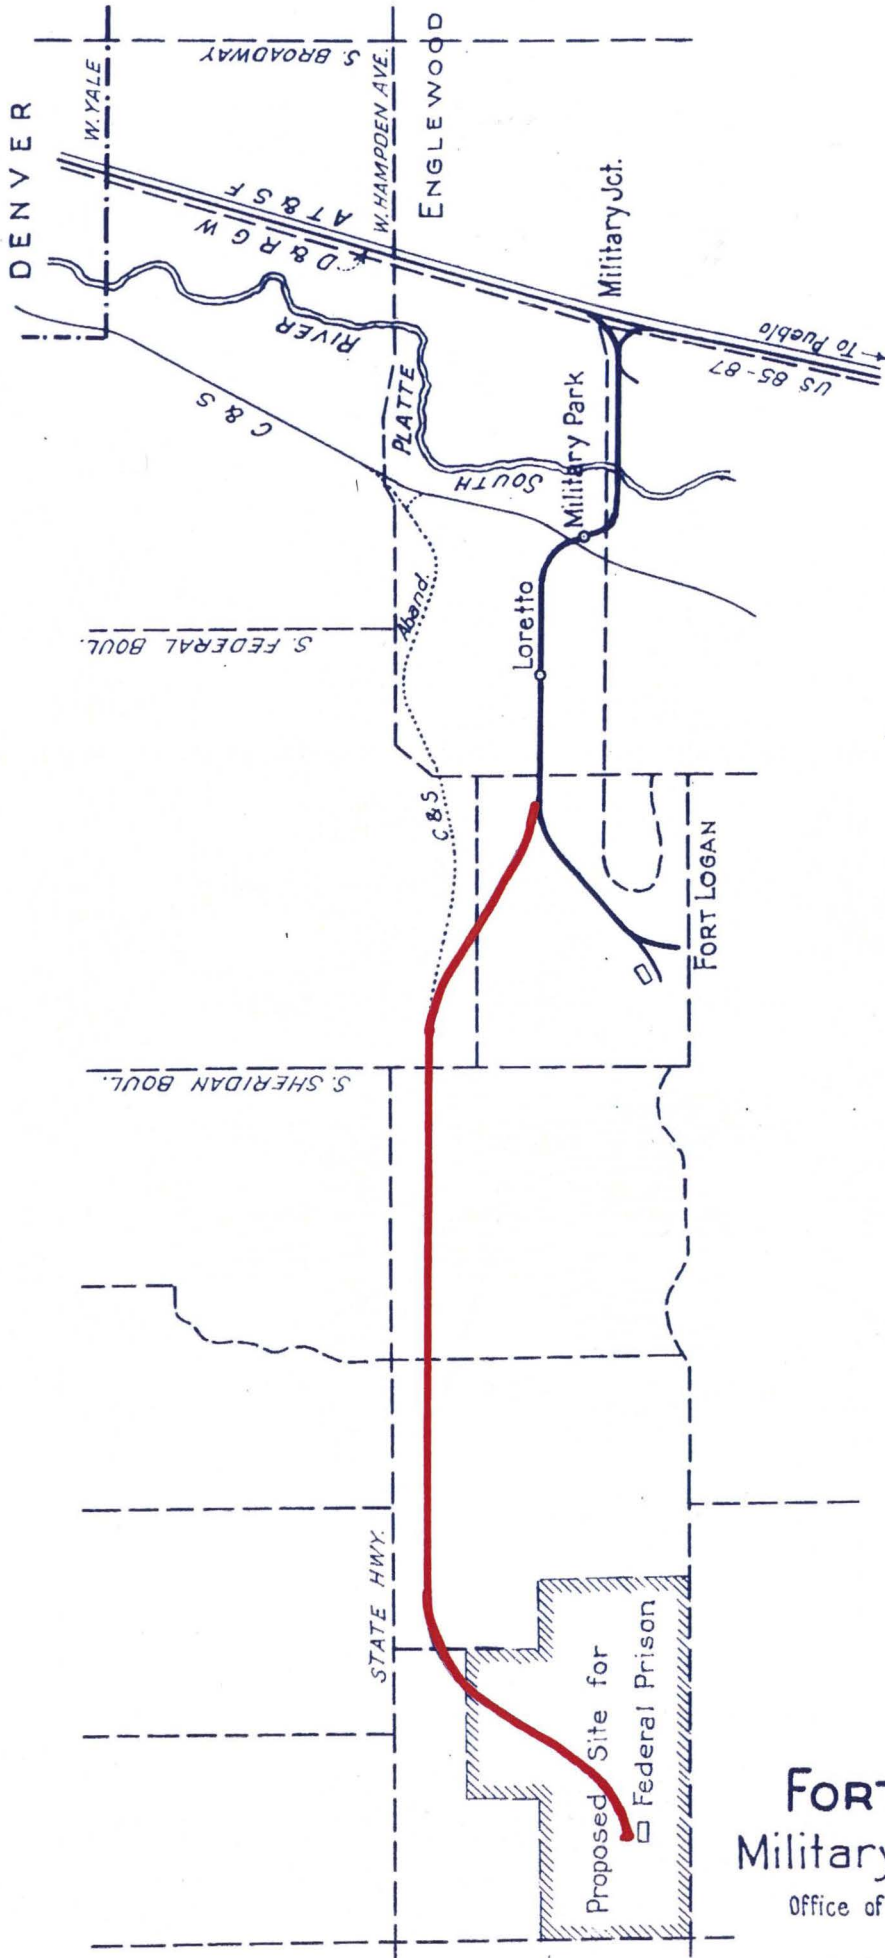 DENVER
W. YALE
S. BROADWAY
W. HAMPDEN AVE.
ENGLEWOOD
AT & SF
D & RGW
RIVER
PLATTE
SOUTH
C & S
Military Jct.
US 85-87
To Pueblo
Military Park
Loretto
Aband.
C & S
S. FEDERAL BOUL.
FORT LOGAN
S. SHERIDAN BOUL.
STATE HWY.
Proposed Site for
Federal Prison
FORT
Military
Office of